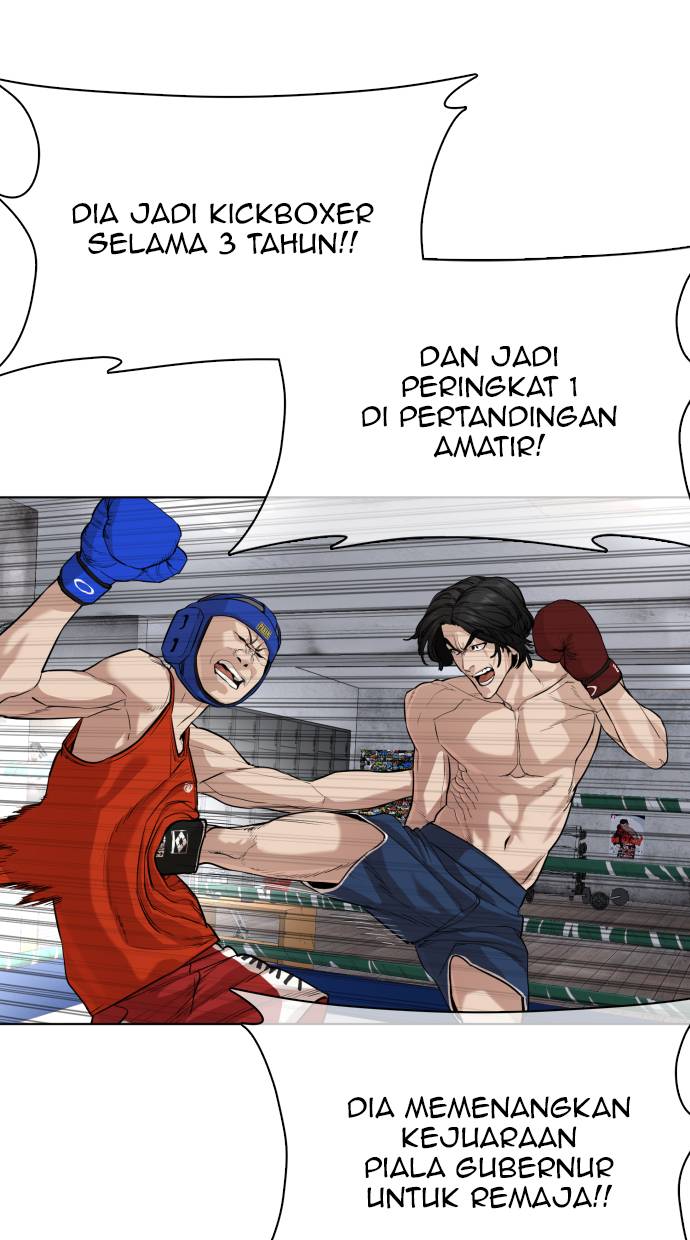 DIA JADI KICKBOXER
SELAMA 3 TAHUN!!
DAN JADI
PERINGKAT 1
DI PERTANDINGAN
AMATIR!
DIA MEMENANGKAN
KEJUARAAN
PIALA GUBERNUR
UNTUK REMAJA!!